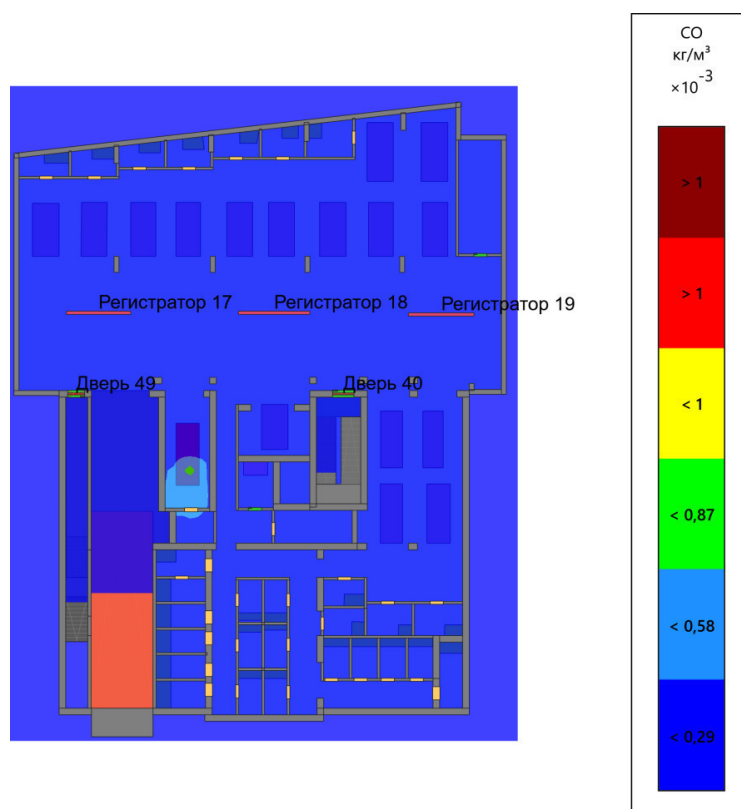 CO
кг/м³
×10⁻³
> 1
> 1
< 1
< 0,87
< 0,58
< 0,29
Регистратор 17
Регистратор 18
Регистратор 19
Дверь 49
Дверь 40